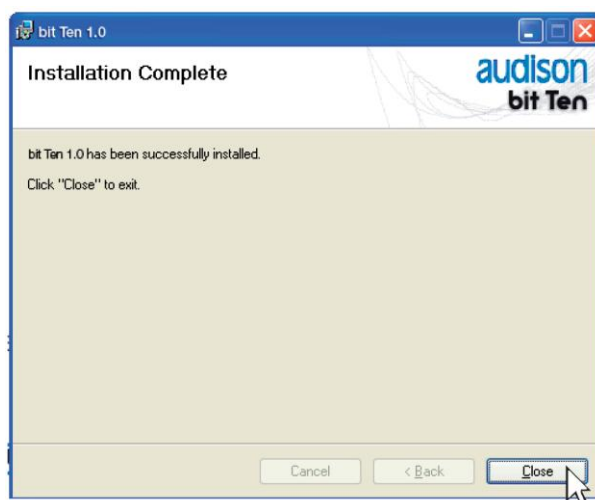 bit Ten 1.0
Installation Complete
audison
bit Ten
bit Ten 1.0 has been successfully installed.
Click "Close" to exit.
Cancel
< Back
Close